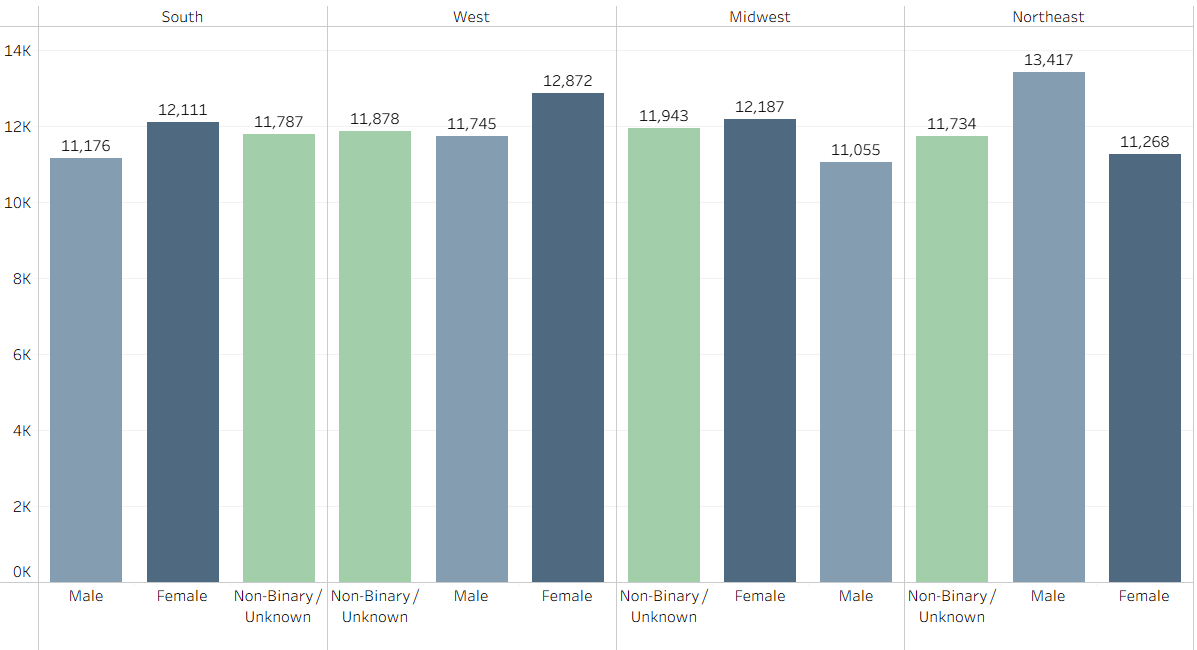 South West Midwest Northeast
14K
12K
10K
8K
6K
4K
2K
0K
11,176 12,111 11,787 11,878 11,745 12,872 11,943 12,187 11,055 11,734 13,417 11,268
Male Female Non-Binary / Non-Binary / Male Female Non-Binary / Female Male Non-Binary / Male Female
Unknown Unknown Unknown Unknown